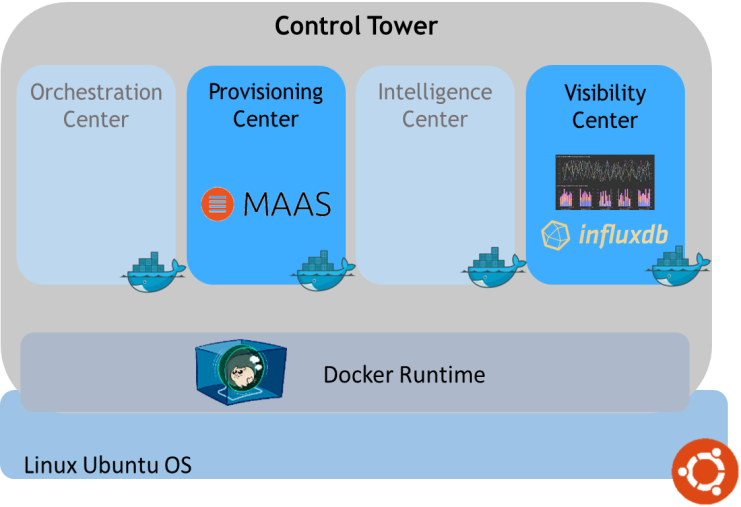 Control Tower
Orchestration
Center
Provisioning
Center
MAAS
Intelligence
Center
Visibility
Center
influxdb
Docker Runtime
Linux Ubuntu OS